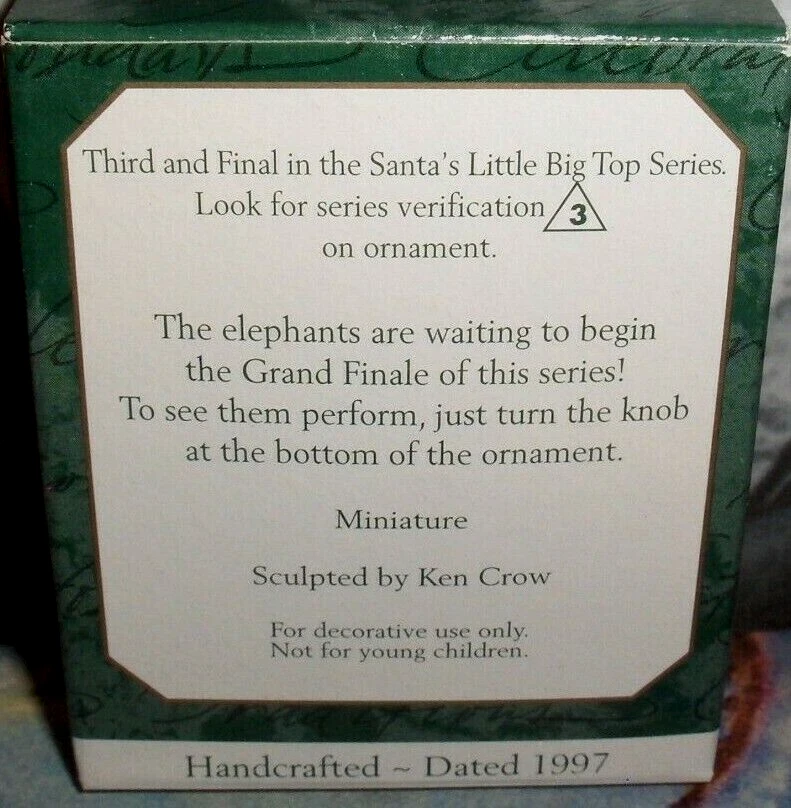 Third and Final in the Santa's Little Big Top Series.
Look for series verification 3
on ornament.
The elephants are waiting to begin
the Grand Finale of this series!
To see them perform, just turn the knob
at the bottom of the ornament.
Miniature
Sculpted by Ken Crow
For decorative use only.
Not for young children.
Handcrafted ~ Dated 1997